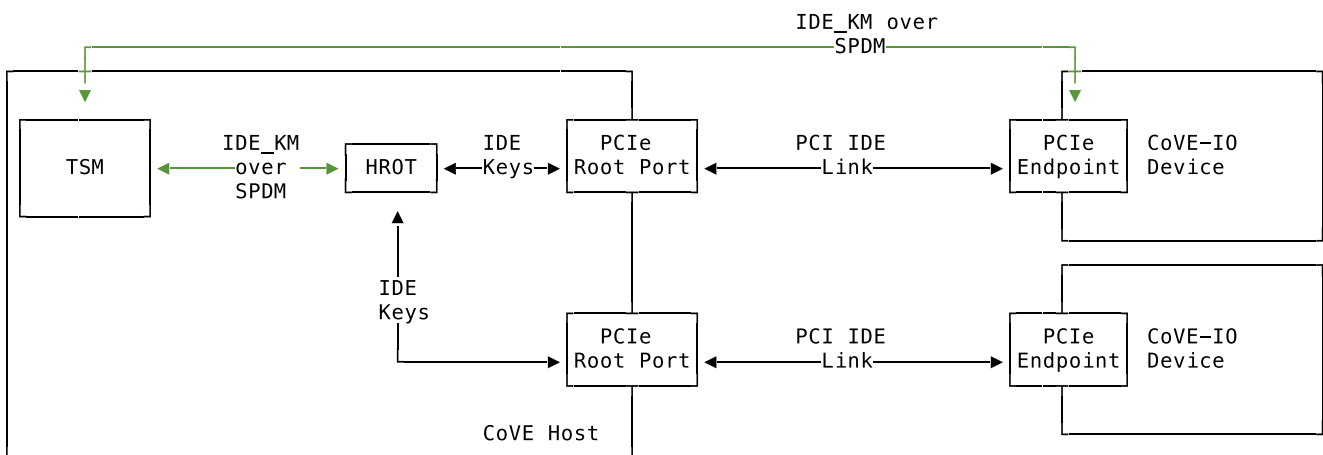 IDE_KM over
SPDM
TSM
IDE_KM
over
SPDM
HROT
IDE
Keys
PCIe
Root Port
PCI IDE
Link
PCIe
Endpoint
CoVE-IO
Device
IDE
Keys
PCIe
Root Port
PCI IDE
Link
PCIe
Endpoint
CoVE-IO
Device
CoVE Host